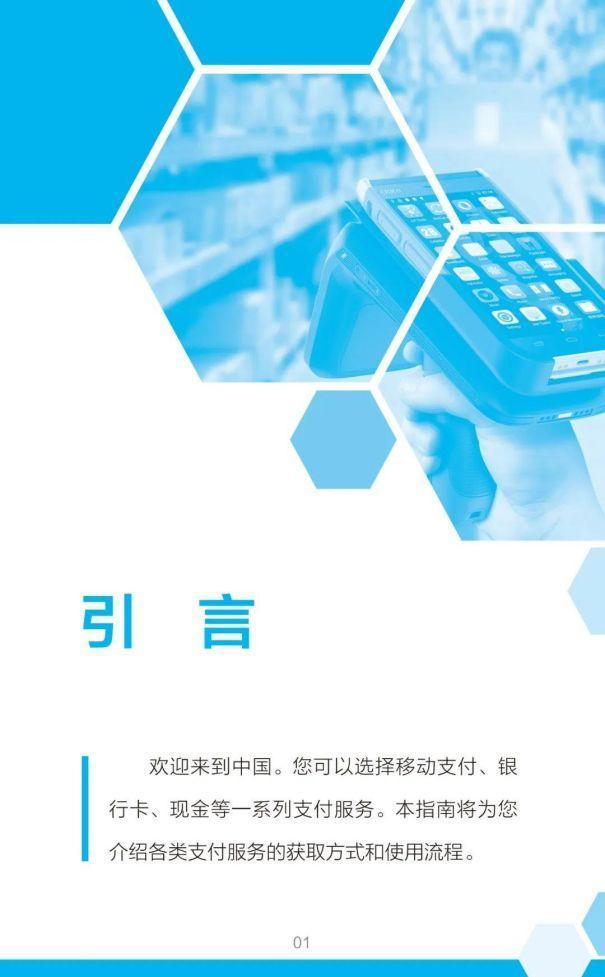 引 言
欢迎来到中国。您可以选择移动支付、银
行卡、现金等一系列支付服务。本指南将为您
介绍各类支付服务的获取方式和使用流程。
01